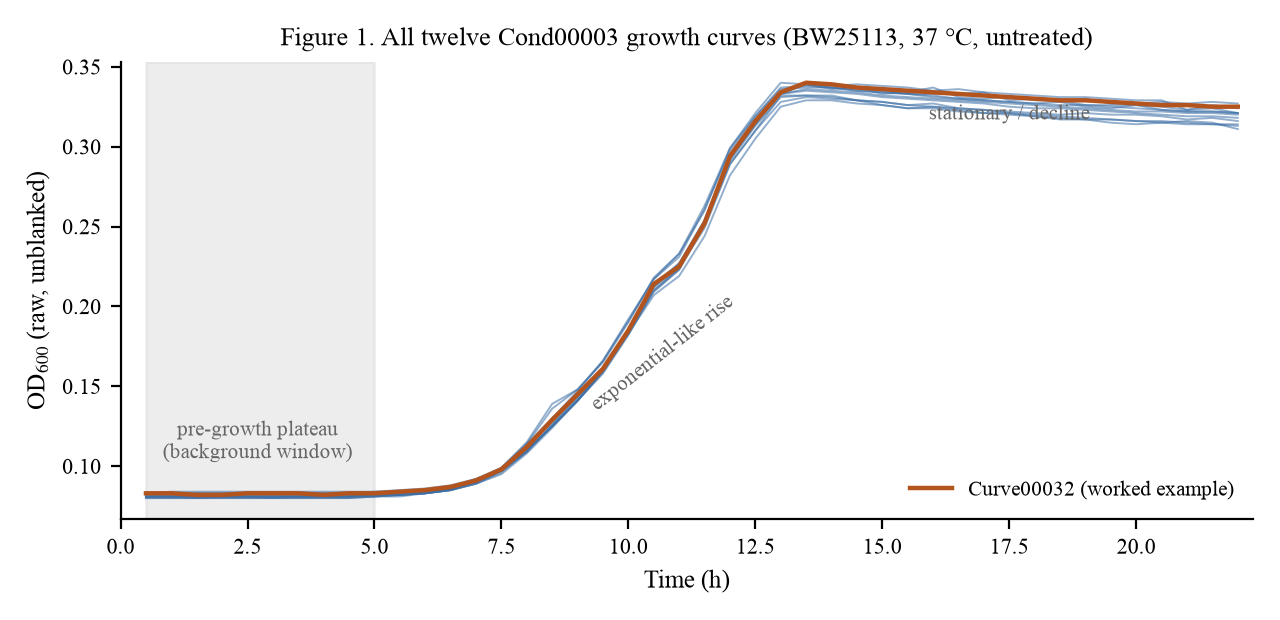 Figure 1. All twelve Cond00003 growth curves (BW25113, 37 °C, untreated)
OD600 (raw, unblanked)
0.35
0.30
0.25
0.20
0.15
0.10
stationary / decline
exponential-like rise
pre-growth plateau
(background window)
Curve00032 (worked example)
0.0 2.5 5.0 7.5 10.0 12.5 15.0 17.5 20.0
Time (h)